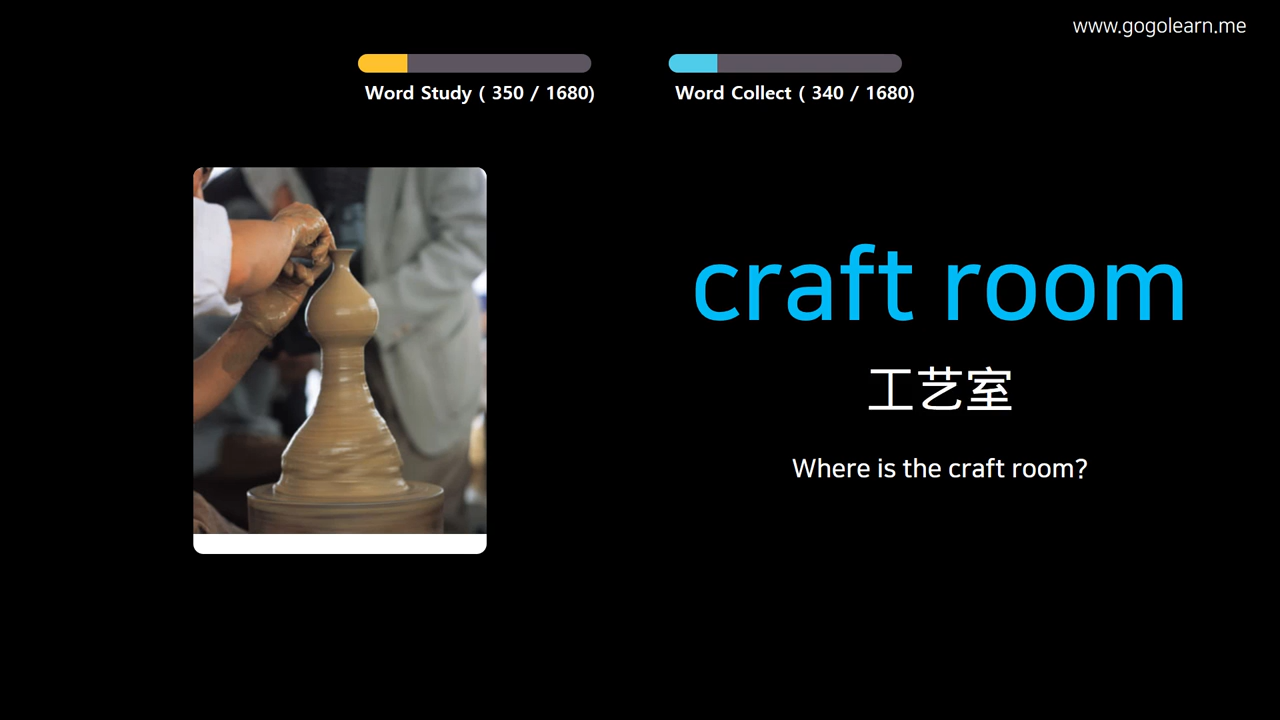 www.gogolearn.me
Word Study ( 350 / 1680)
Word Collect ( 340 / 1680)
craft room
工艺室
Where is the craft room?